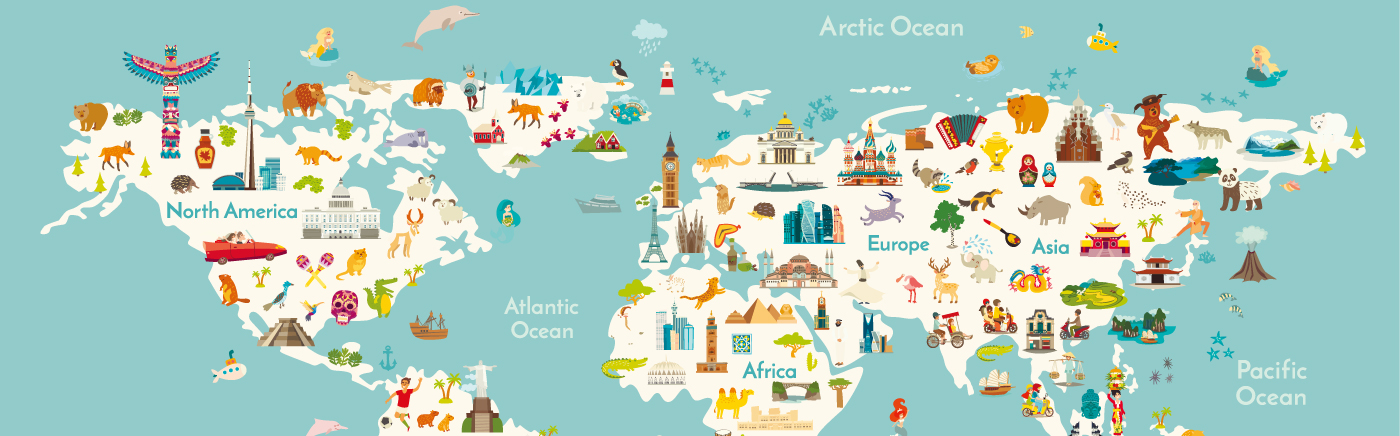 Arctic Ocean
North America
Europe
Asia
Atlantic
Ocean
Africa
Pacific
Ocean